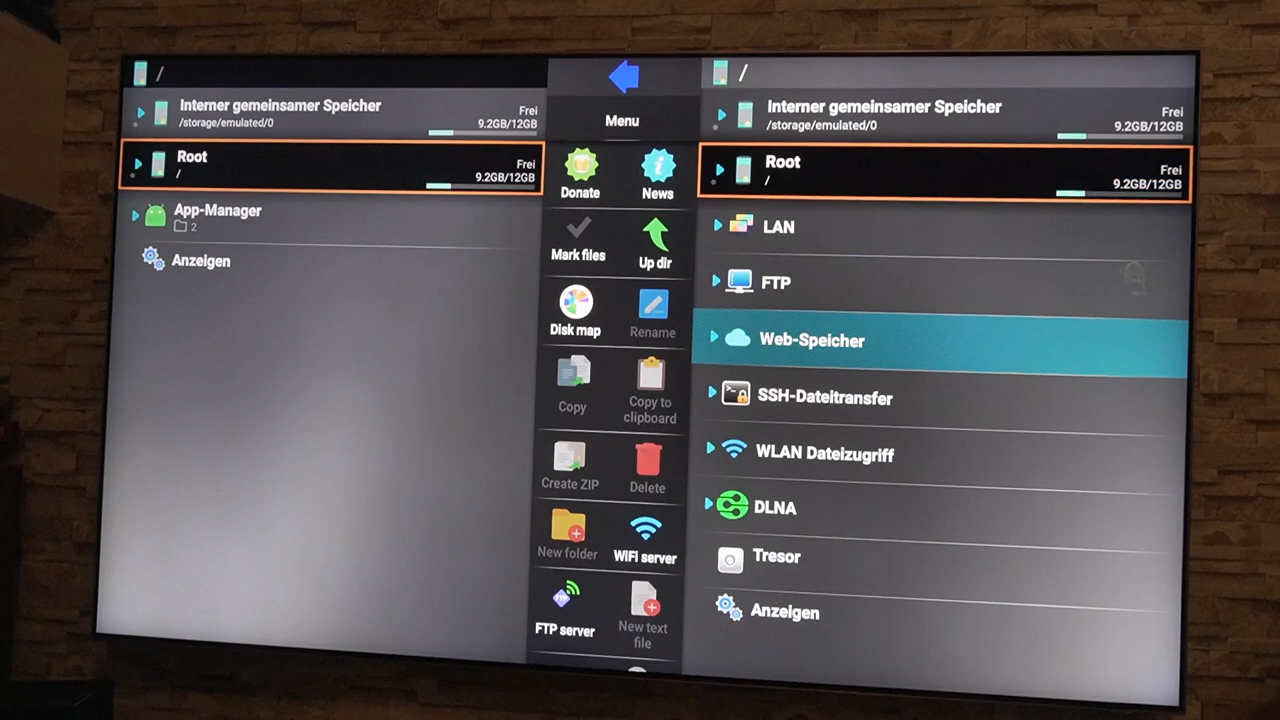 /
Interner gemeinsamer Speicher
/storage/emulated/0
Frei
9.2GB/12GB
Root
/
Frei
9.2GB/12GB
App-Manager
2
Anzeigen
Menu
Donate
News
Mark files
Up dir
Disk map
Rename
Copy
Copy to
clipboard
Create ZIP
Delete
New folder
WiFi server
FTP
FTP server
New text
file
/
Interner gemeinsamer Speicher
/storage/emulated/0
Frei
9.2GB/12GB
Root
/
Frei
9.2GB/12GB
LAN
FTP
Web-Speicher
SSH-Dateitransfer
WLAN Dateizugriff
DLNA
Tresor
Anzeigen